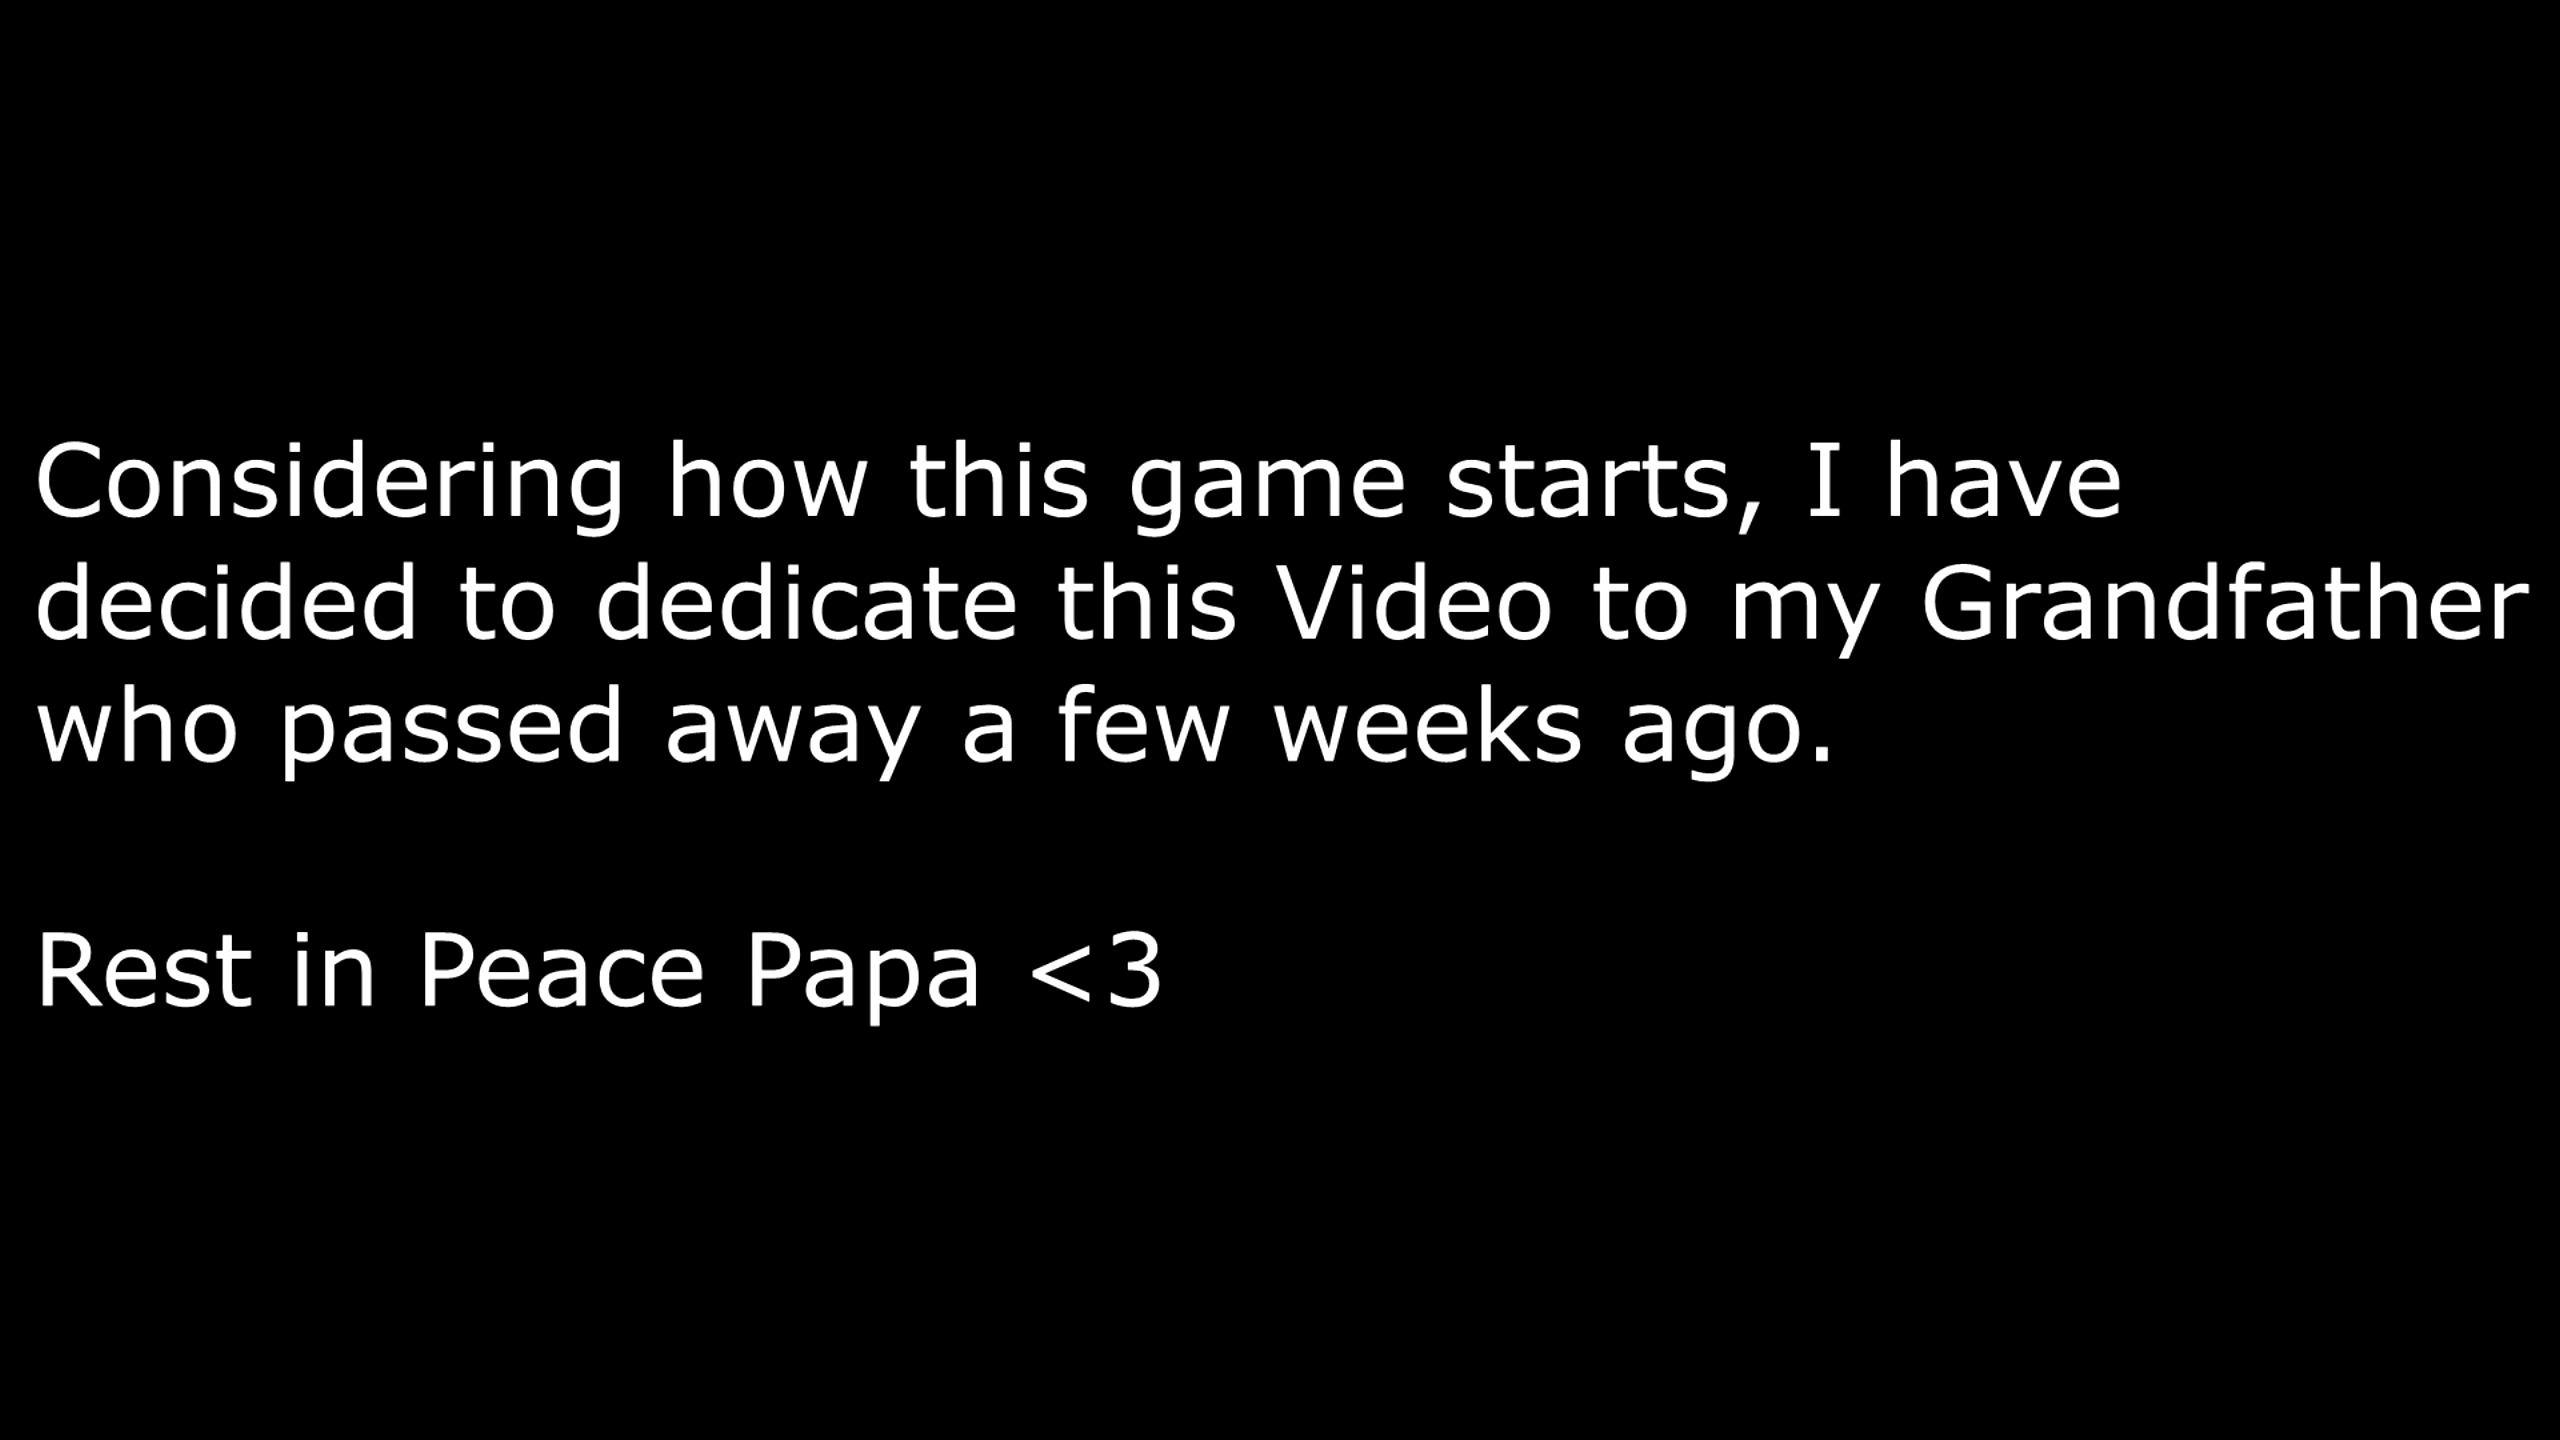 Considering how this game starts, I have
decided to dedicate this Video to my Grandfather
who passed away a few weeks ago.
Rest in Peace Papa <3